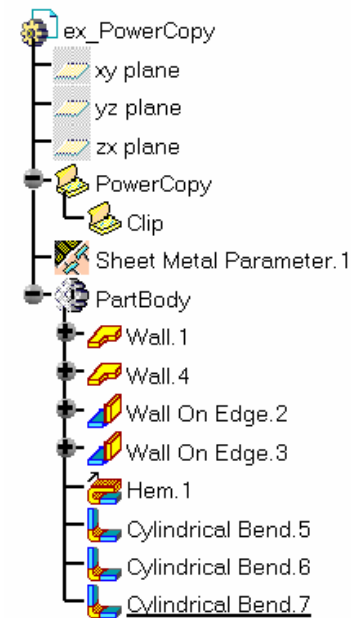 ex_PowerCopy
xy plane
yz plane
zx plane
PowerCopy
Clip
Sheet Metal Parameter.1
PartBody
Wall.1
Wall.4
Wall On Edge.2
Wall On Edge.3
Hem.1
Cylindrical Bend.5
Cylindrical Bend.6
Cylindrical Bend.7